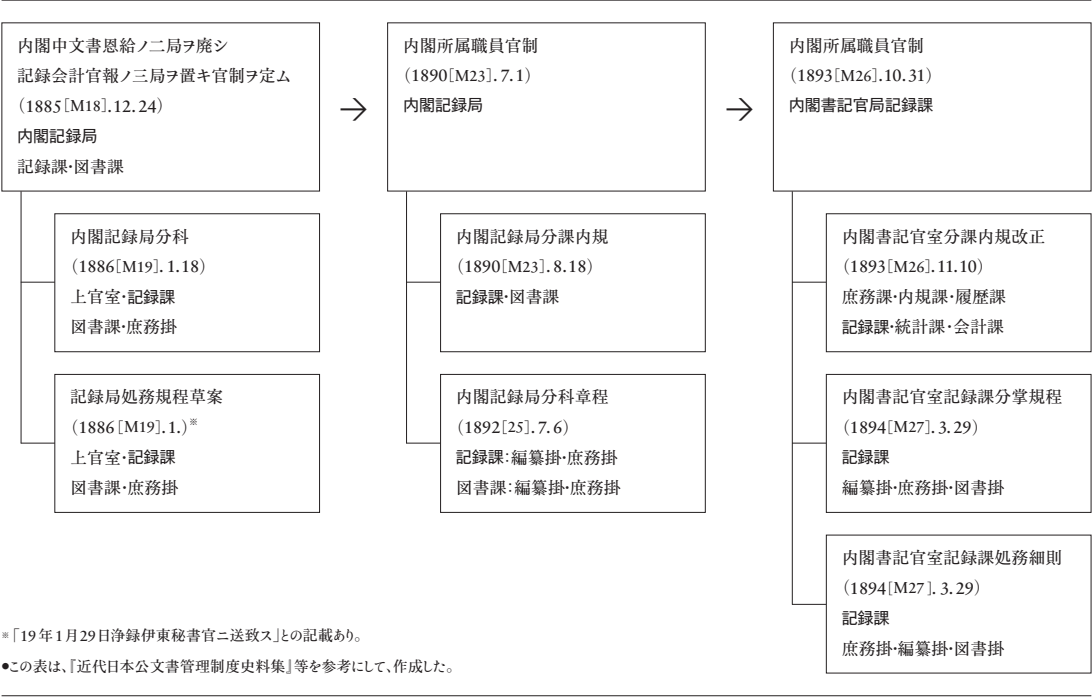 内閣中文書恩給ノ二局ヲ廃シ
記録会計官報ノ三局ヲ置キ官制ヲ定ム
(1885[M18].12.24)
内閣記録局
記録課・図書課
内閣記録局分科
(1886[M19].1.18)
上官室・記録課
図書課・庶務掛
記録局処務規程草案
(1886[M19].1.)※
上官室・記録課
図書課・庶務掛
→
内閣所属職員官制
(1890[M23].7.1)
内閣記録局
内閣記録局分課内規
(1890[M23].8.18)
記録課・図書課
内閣記録局分科章程
(1892[25].7.6)
記録課:編纂掛・庶務掛
図書課:編纂掛・庶務掛
→
内閣所属職員官制
(1893[M26].10.31)
内閣書記官局記録課
内閣書記官室分課内規改正
(1893[M26].11.10)
庶務課・内規課・履歴課
記録課・統計課・会計課
内閣書記官室記録課分掌規程
(1894[M27].3.29)
記録課
編纂掛・庶務掛・図書掛
内閣書記官室記録課処務細則
(1894[M27].3.29)
記録課
庶務掛・編纂掛・図書掛
※「19年1月29日浄録伊東秘書官ニ送致ス」との記載あり。
●この表は、『近代日本公文書管理制度史料集』等を参考にして、作成した。